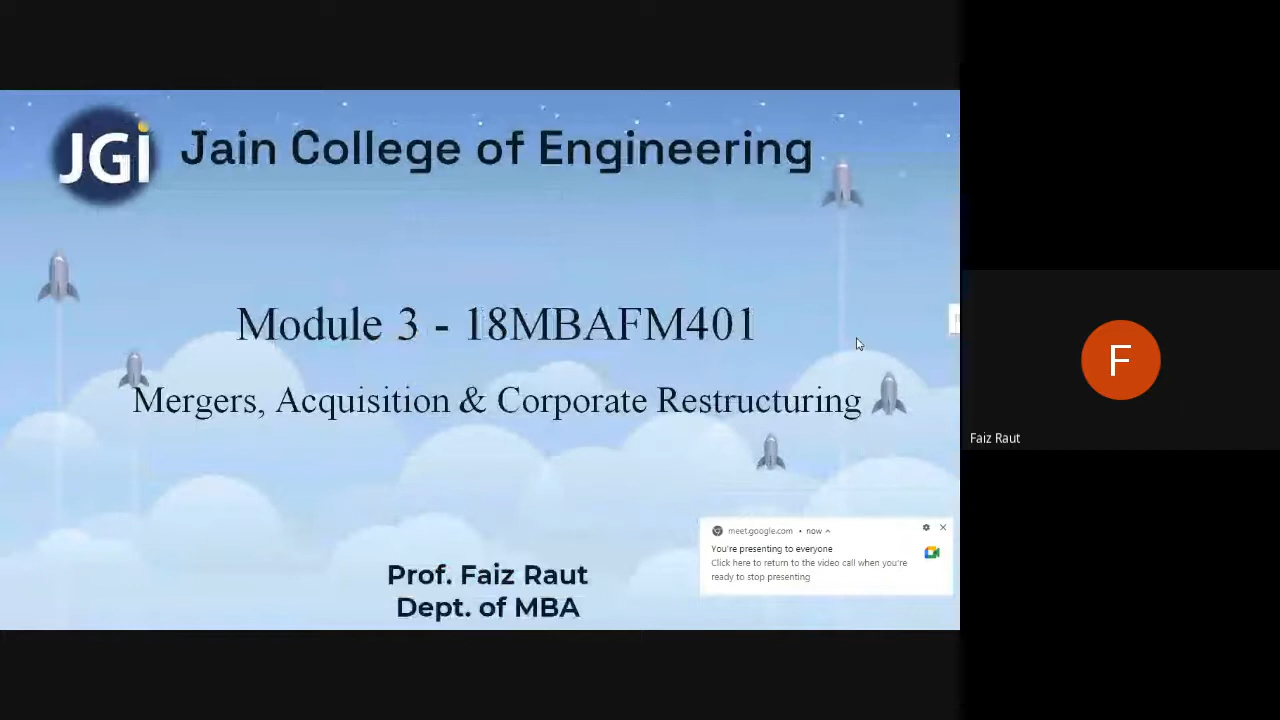 JGi Jain College of Engineering
Module 3 - 18MBAFM401
Mergers, Acquisition & Corporate Restructuring
Prof. Faiz Raut
Dept. of MBA
meet.google.com • now
You're presenting to everyone
Click here to return to the video call when you're
ready to stop presenting
F
Faiz Raut